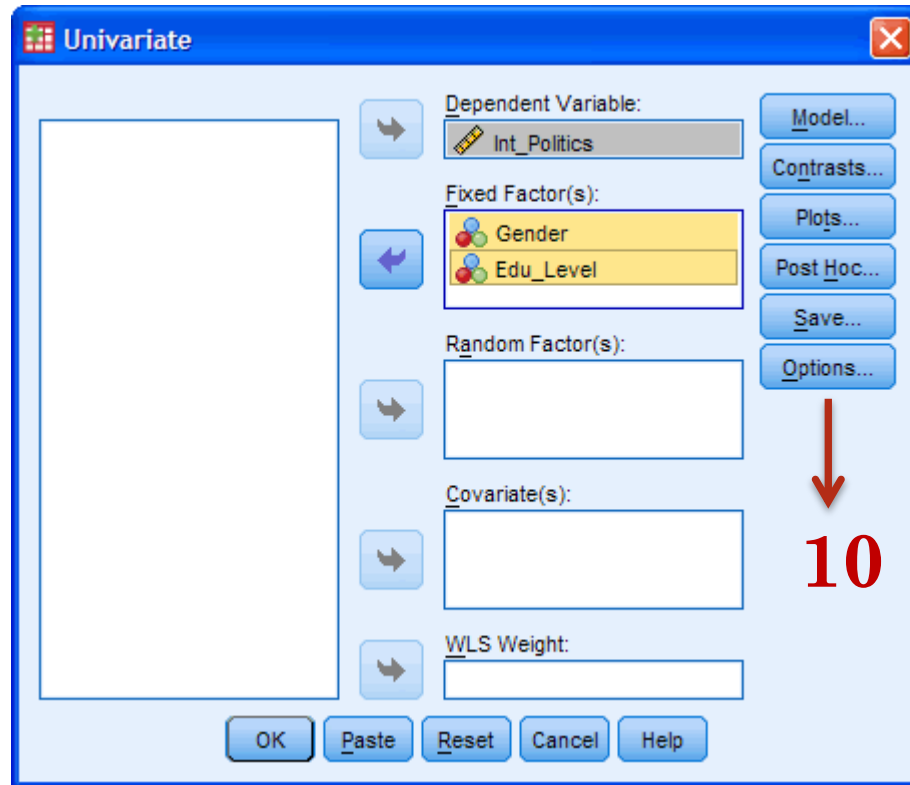 Univariate
Dependent Variable:
Int_Politics
Fixed Factor(s):
Gender
Edu_Level
Random Factor(s):
Covariate(s):
WLS Weight:
Model...
Contrasts...
Plots...
Post Hoc...
Save...
Options...
10
OK Paste Reset Cancel Help